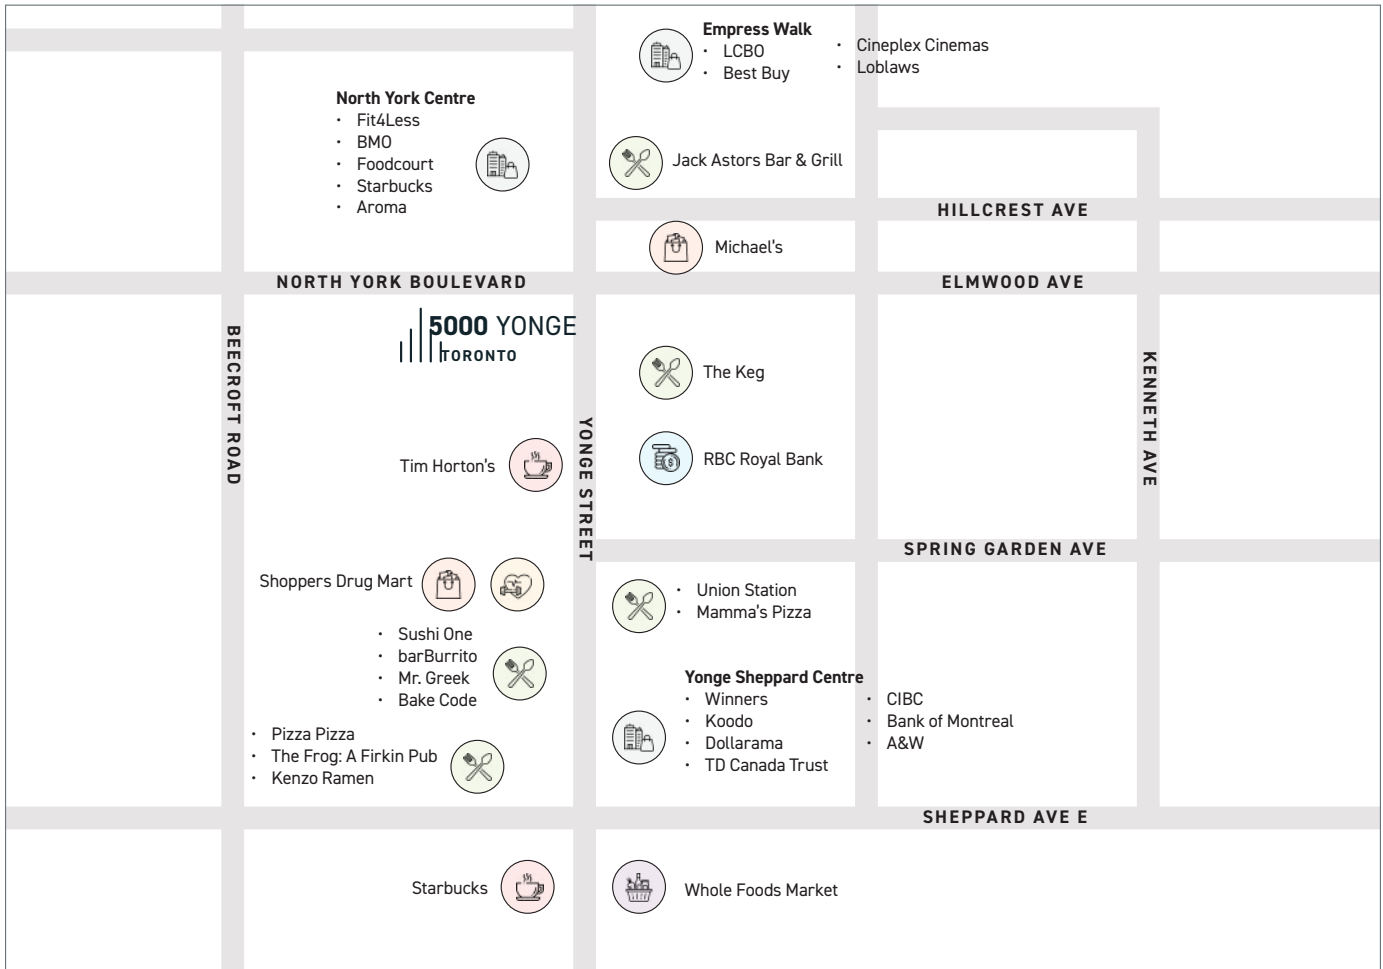 Empress Walk
· LCBO
· Best Buy
· Cineplex Cinemas
· Loblaws
North York Centre
· Fit4Less
· BMO
· Foodcourt
· Starbucks
· Aroma
Jack Astors Bar & Grill
HILLCREST AVE
Michael's
NORTH YORK BOULEVARD
ELMWOOD AVE
5000 YONGE
TORONTO
BEECROFT ROAD
The Keg
KENNETH AVE
YONGE STREET
Tim Horton's
RBC Royal Bank
SPRING GARDEN AVE
Shoppers Drug Mart
· Union Station
· Mamma's Pizza
· Sushi One
· barBurrito
· Mr. Greek
· Bake Code
Yonge Sheppard Centre
· Winners
· Koodo
· Dollarama
· TD Canada Trust
· CIBC
· Bank of Montreal
· A&W
· Pizza Pizza
· The Frog: A Firkin Pub
· Kenzo Ramen
SHEPPARD AVE E
Starbucks
Whole Foods Market